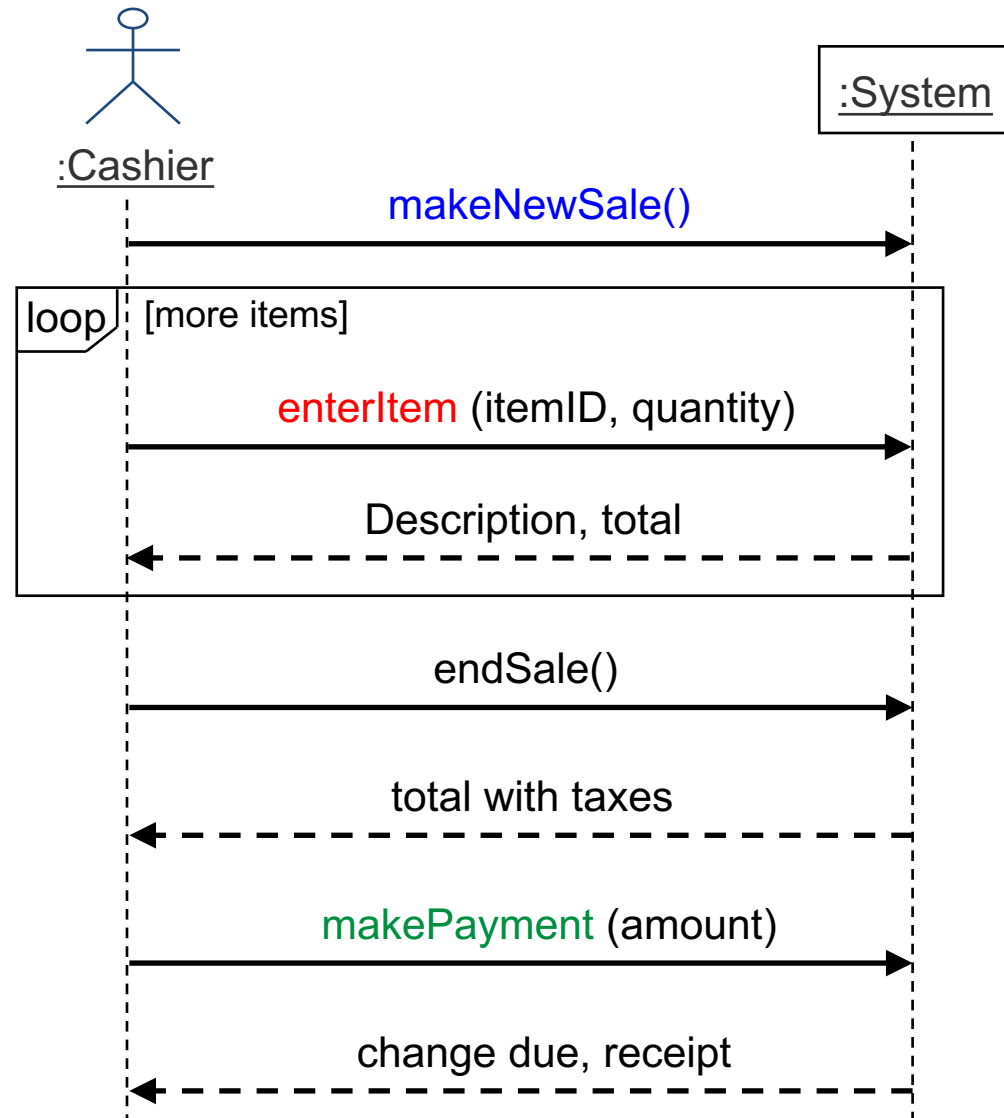 :System
:Cashier
makeNewSale()
loop [more items]
enterItem (itemID, quantity)
Description, total
endSale()
total with taxes
makePayment (amount)
change due, receipt